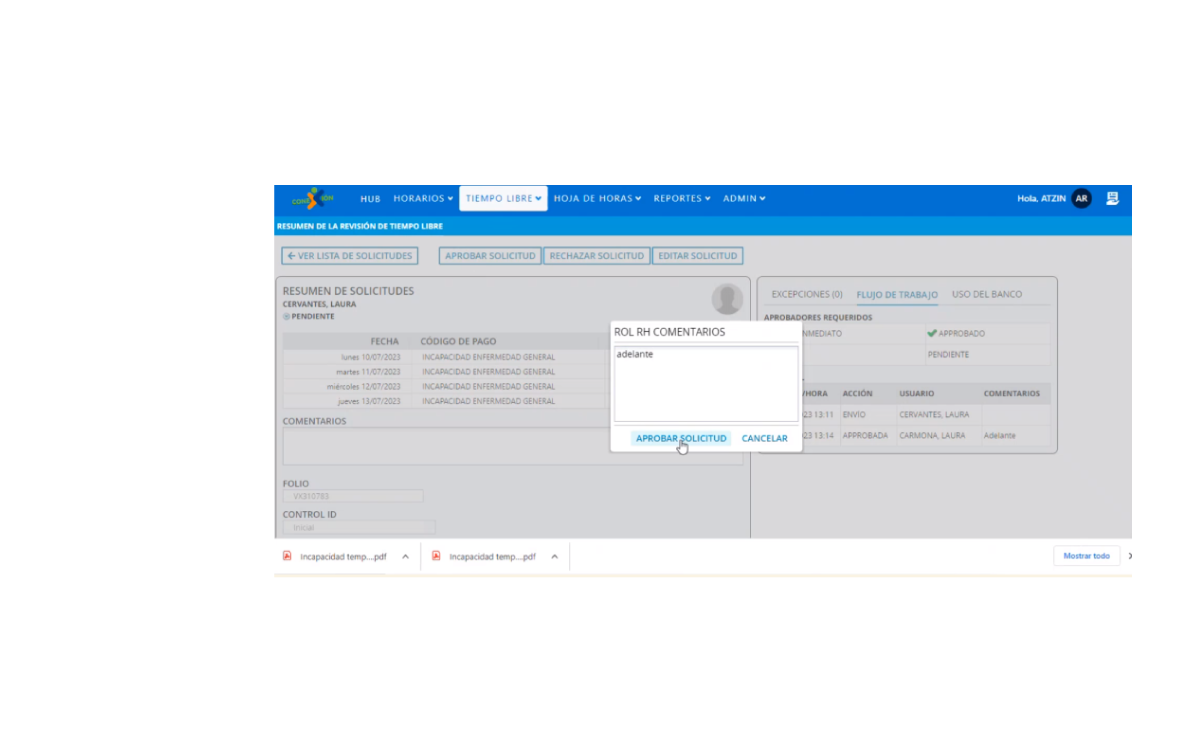 HUB HORARIOS TIEMPO LIBRE HOJA DE HORAS REPORTES ADMIN Hola, ATZIN AR
RESUMEN DE LA REVISIÓN DE TIEMPO LIBRE
VER LISTA DE SOLICITUDES APROBAR SOLICITUD RECHAZAR SOLICITUD EDITAR SOLICITUD
RESUMEN DE SOLICITUDES
CERVANTES, LAURA
PENDIENTE
FECHA CÓDIGO DE PAGO
lunes 10/07/2023 INCAPACIDAD ENFERMEDAD GENERAL
martes 11/07/2023 INCAPACIDAD ENFERMEDAD GENERAL
miércoles 12/07/2023 INCAPACIDAD ENFERMEDAD GENERAL
jueves 13/07/2023 INCAPACIDAD ENFERMEDAD GENERAL
COMENTARIOS
FOLIO
VX310783
CONTROL ID
Inicial
ROL RH COMENTARIOS
adelante
APROBAR SOLICITUD CANCELAR
EXCEPCIONES (0) FLUJO DE TRABAJO USO DEL BANCO
APROBADORES REQUERIDOS
NMEDIATO APROBADO
PENDIENTE
/HORA ACCIÓN USUARIO COMENTARIOS
23 13:11 ENVIO CERVANTES, LAURA
23 13:14 APPROBADA CARMONA, LAURA Adelante
Incapacidad temp....pdf Incapacidad temp....pdf Mostrar todo